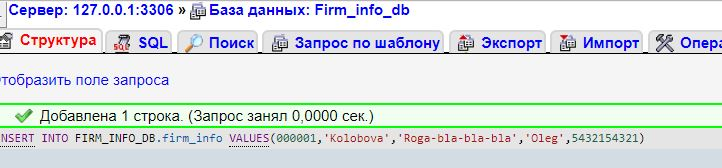 Сервер: 127.0.0.1:3306 » База данных: Firm_info_db
Структура SQL Поиск Запрос по шаблону Экспорт Импорт Опера
Отобразить поле запроса
Добавлена 1 строка. (Запрос занял 0,0000 сек.)
INSERT INTO FIRM_INFO_DB.firm_info VALUES(000001,'Kolobova','Roga-bla-bla-bla','Oleg',5432154321)